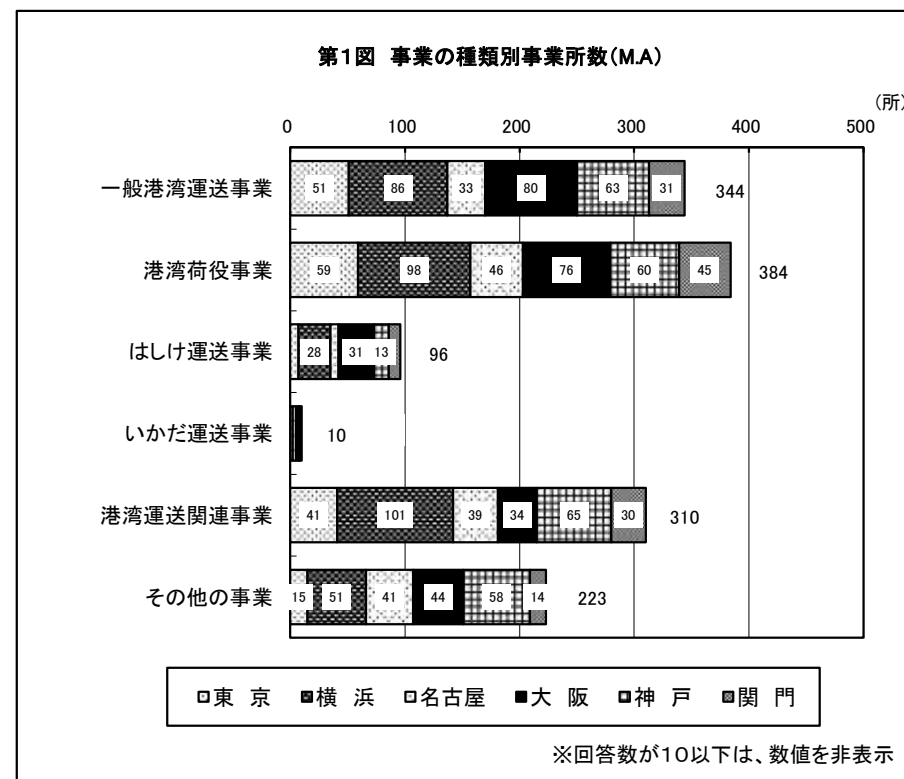 第1図 事業の種類別事業所数(M.A)
(所)
0 100 200 300 400 500
一般港湾運送事業 51 86 33 80 63 31 344
港湾荷役事業 59 98 46 76 60 45 384
はしけ運送事業 28 31 13 96
いかだ運送事業 10
港湾運送関連事業 41 101 39 34 65 30 310
その他の事業 15 51 41 44 58 14 223
東 京 横 浜 名古屋 大 阪 神 戸 関 門
※回答数が10以下は、数値を非表示